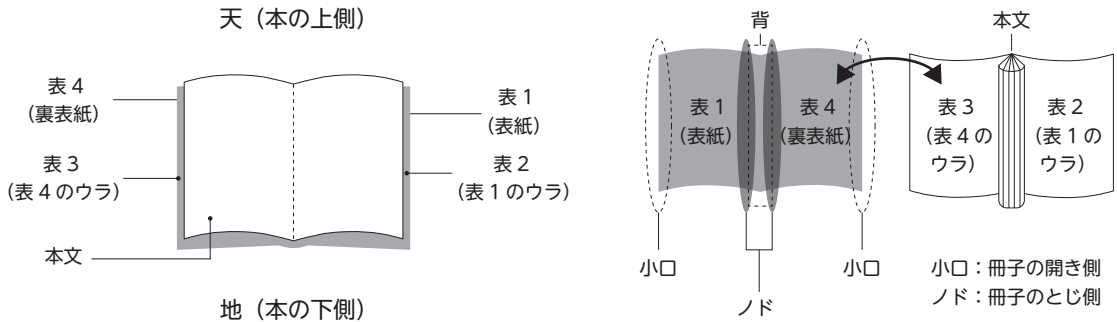 天（本の上側）
表 4
（裏表紙）
表 3
（表 4 のウラ）
本文
表 1
（表紙）
表 2
（表 1 のウラ）
地（本の下側）
背
表 1
（表紙）
表 4
（裏表紙）
小口
ノド
小口
本文
表 3
（表 4 の
ウラ）
表 2
（表 1 の
ウラ）
小口：冊子の開き側
ノド：冊子のとじ側